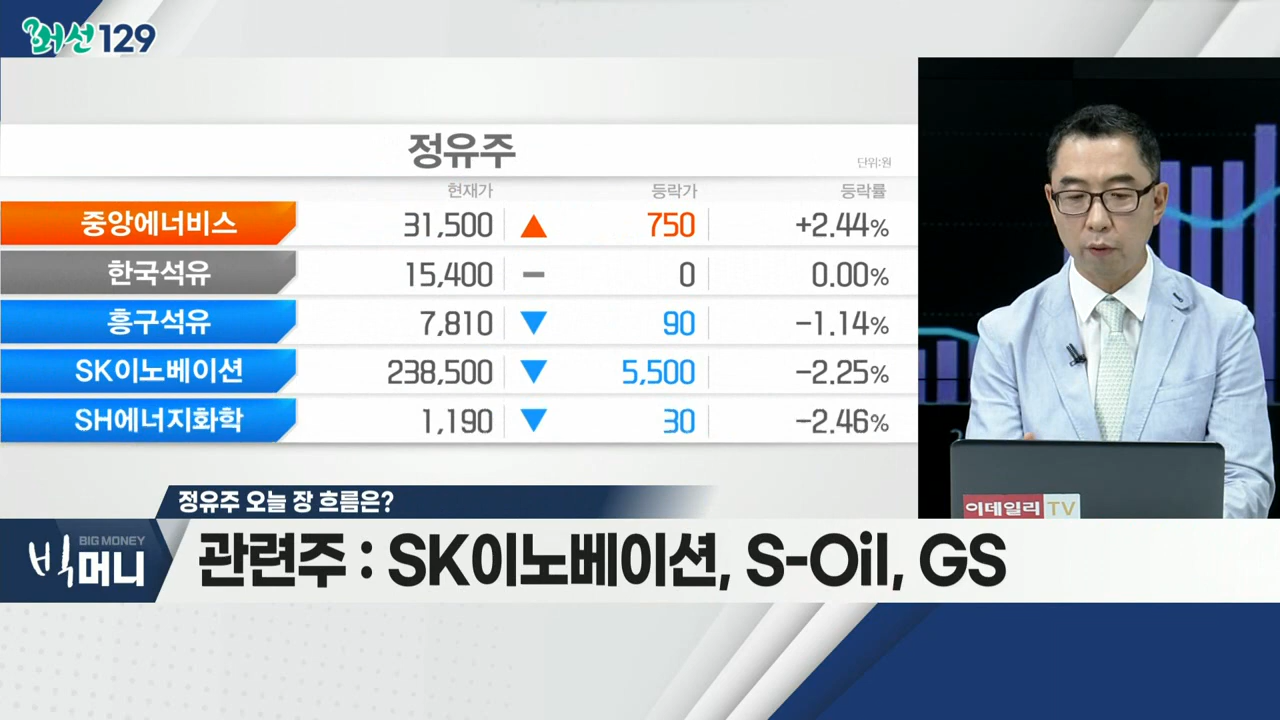 머선129
정유주
단위:원
현재가 등락가 등락률
중앙에너비스 31,500 ▲ 750 +2.44%
한국석유 15,400 - 0 0.00%
흥구석유 7,810 ▼ 90 -1.14%
SK이노베이션 238,500 ▼ 5,500 -2.25%
SH에너지화학 1,190 ▼ 30 -2.46%
이데일리TV
정유주 오늘 장 흐름은?
BIG MONEY
빅머니
관련주 : SK이노베이션, S-Oil, GS